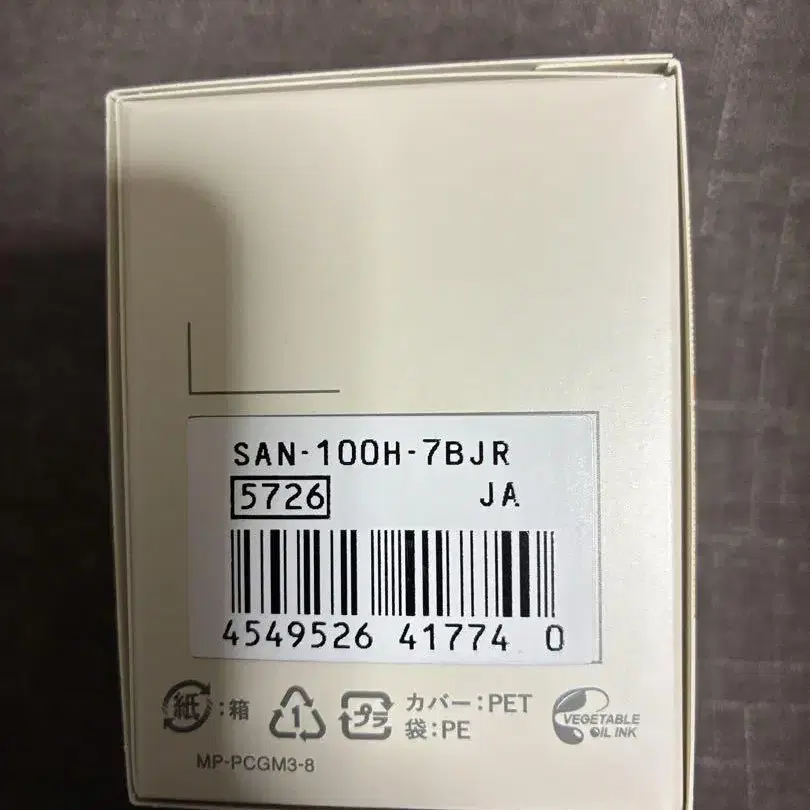 SAN-100H-7BJR
5726 JA
4549526 41774 0
紙 :箱
1
プラ
カバー:PET
袋:PE
VEGETABLE
OIL INK
MP-PCGM3-8